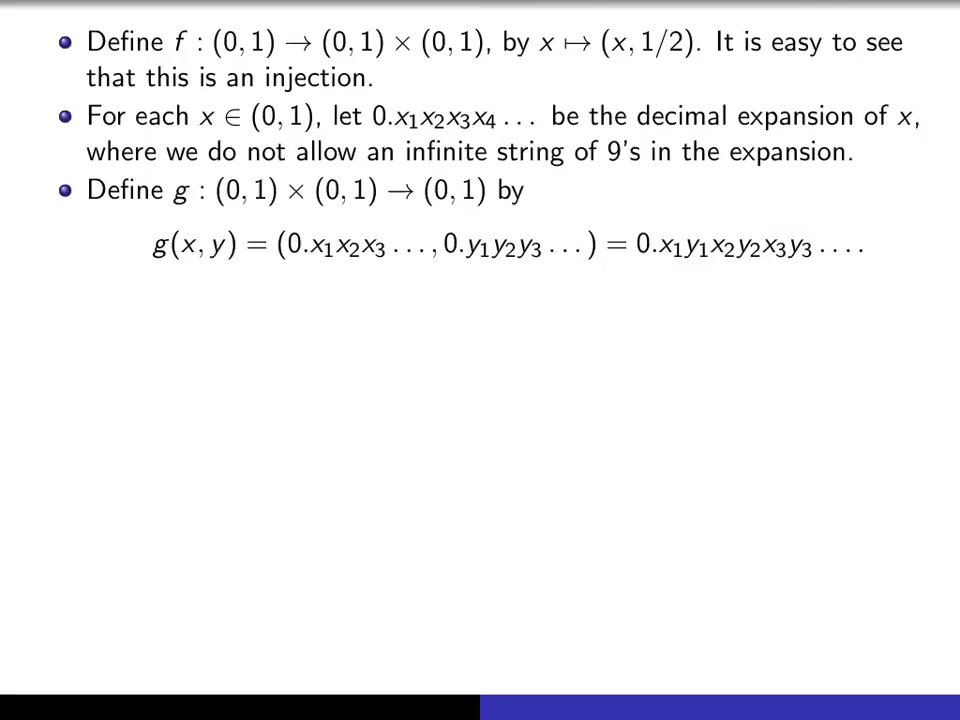 Define f : (0, 1) → (0, 1) × (0, 1), by x ↦ (x, 1/2). It is easy to see
that this is an injection.
For each x ∈ (0, 1), let 0.x₁x₂x₃x₄ . . . be the decimal expansion of x,
where we do not allow an infinite string of 9's in the expansion.
Define g : (0, 1) × (0, 1) → (0, 1) by
g(x, y) = (0.x₁x₂x₃ . . . , 0.y₁y₂y₃ . . . ) = 0.x₁y₁x₂y₂x₃y₃ . . . .